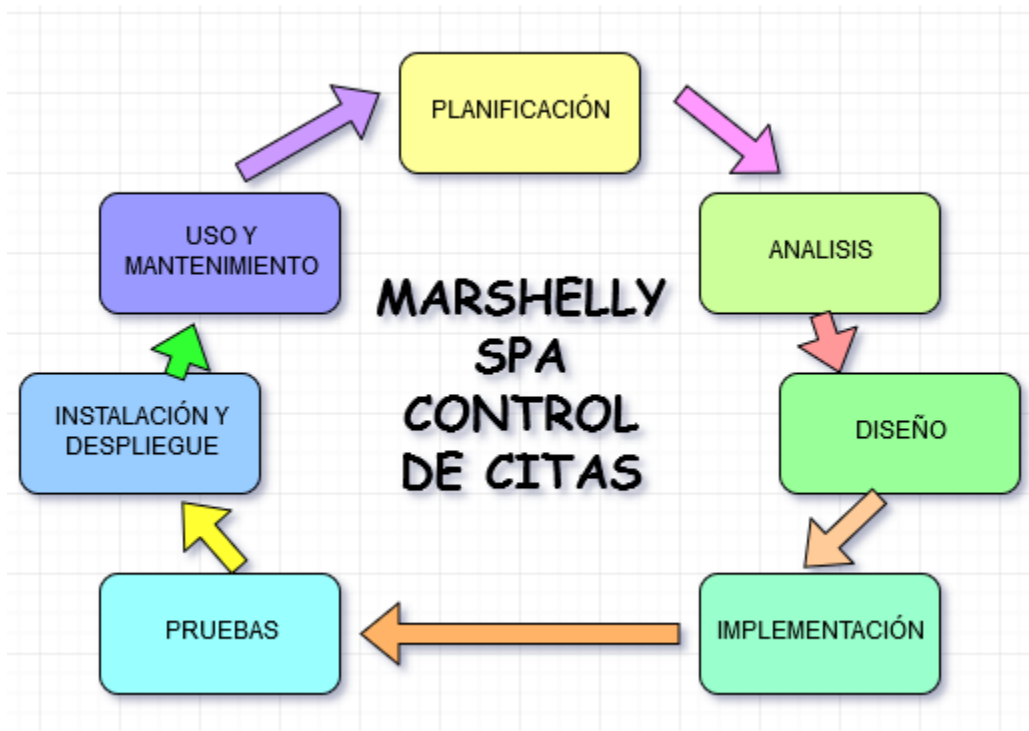 PLANIFICACIÓN
ANALISIS
DISEÑO
IMPLEMENTACIÓN
PRUEBAS
INSTALACIÓN Y
DESPLIEGUE
USO Y
MANTENIMIENTO
MARSHELLY
SPA
CONTROL
DE CITAS